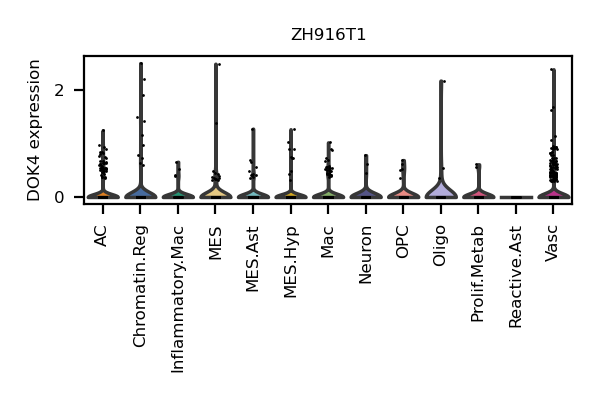 ZH916T1
DOK4 expression
2
0
AC
Chromatin.Reg
Inflammatory.Mac
MES
MES.Ast
MES.Hyp
Mac
Neuron
OPC
Oligo
Prolif.Metab
Reactive.Ast
Vasc